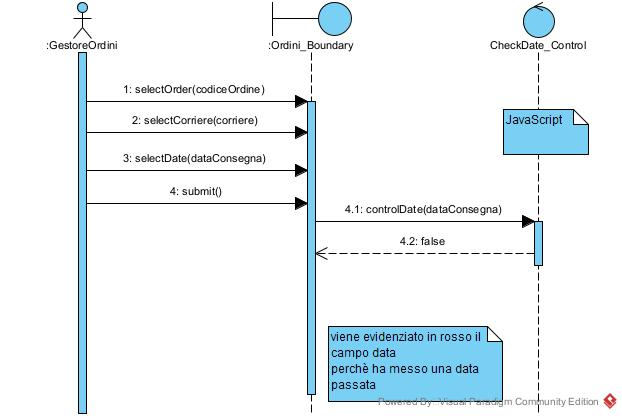 :GestoreOrdini
:Ordini_Boundary
CheckDate_Control
1: selectOrder(codiceOrdine)
JavaScript
2: selectCorriere(corriere)
3: selectDate(dataConsegna)
4: submit()
4.1: controlDate(dataConsegna)
4.2: false
viene evidenziato in rosso il
campo data
perchè ha messo una data
passata
Powered By: Visual Paradigm Community Edition